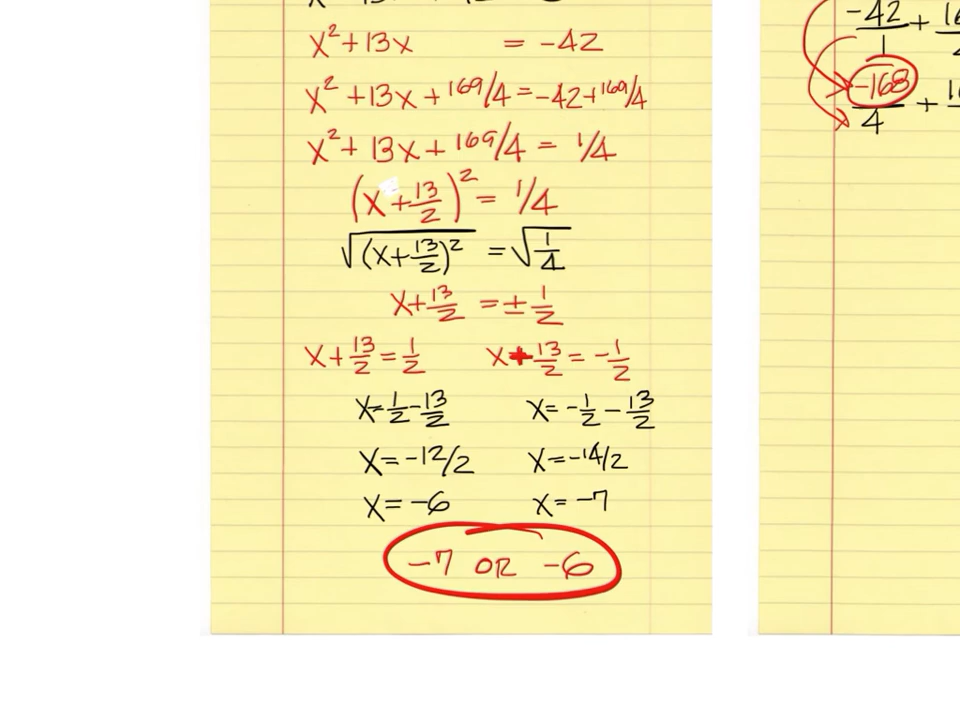 x² + 13x = -42
x² + 13x + 169/4 = -42 + 169/4
x² + 13x + 169/4 = 1/4
(x + 13/2)² = 1/4
√(x + 13/2)² = √1/4
x + 13/2 = ± 1/2
x + 13/2 = 1/2 x + 13/2 = -1/2
x = 1/2 - 13/2 x = -1/2 - 13/2
x = -12/2 x = -14/2
x = -6 x = -7
-7 OR -6
-42/1 +
-168/4 +